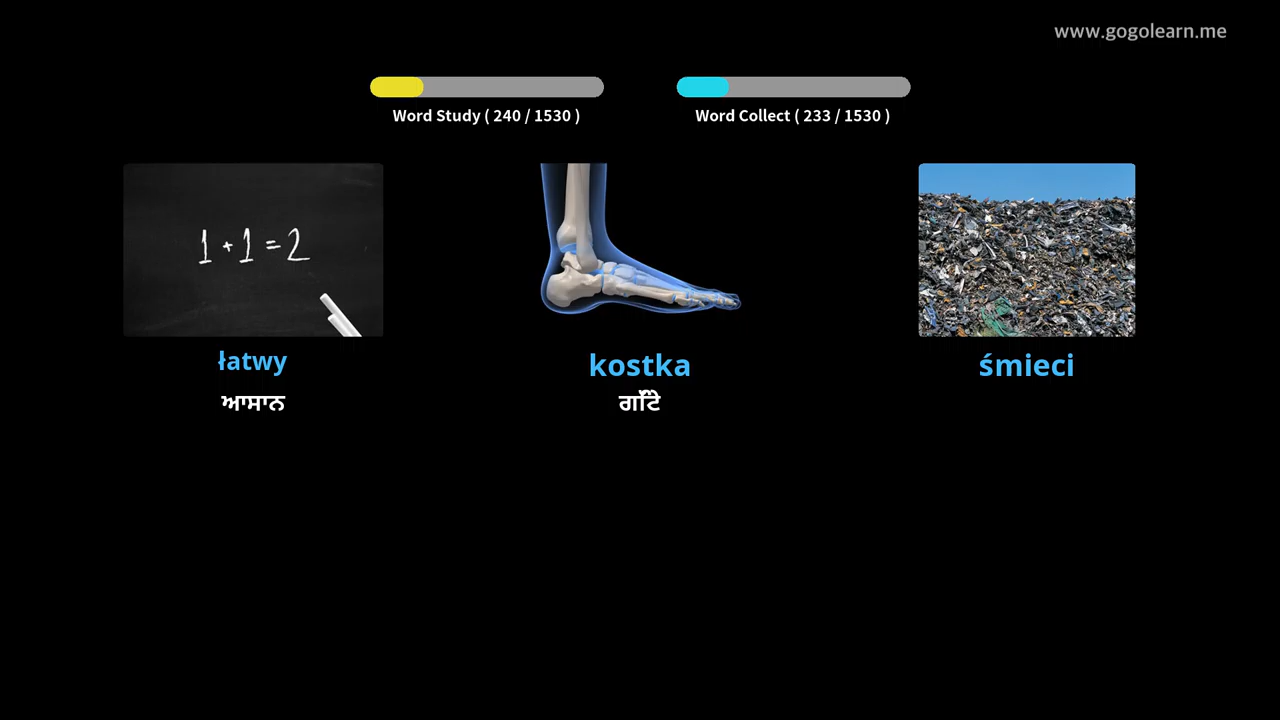 www.gogolearn.me
Word Study ( 240 / 1530 )
Word Collect ( 233 / 1530 )
1 + 1 = 2
łatwy
kostka
śmieci
ਆਸਾਨ
ਗਿੱਟੇ